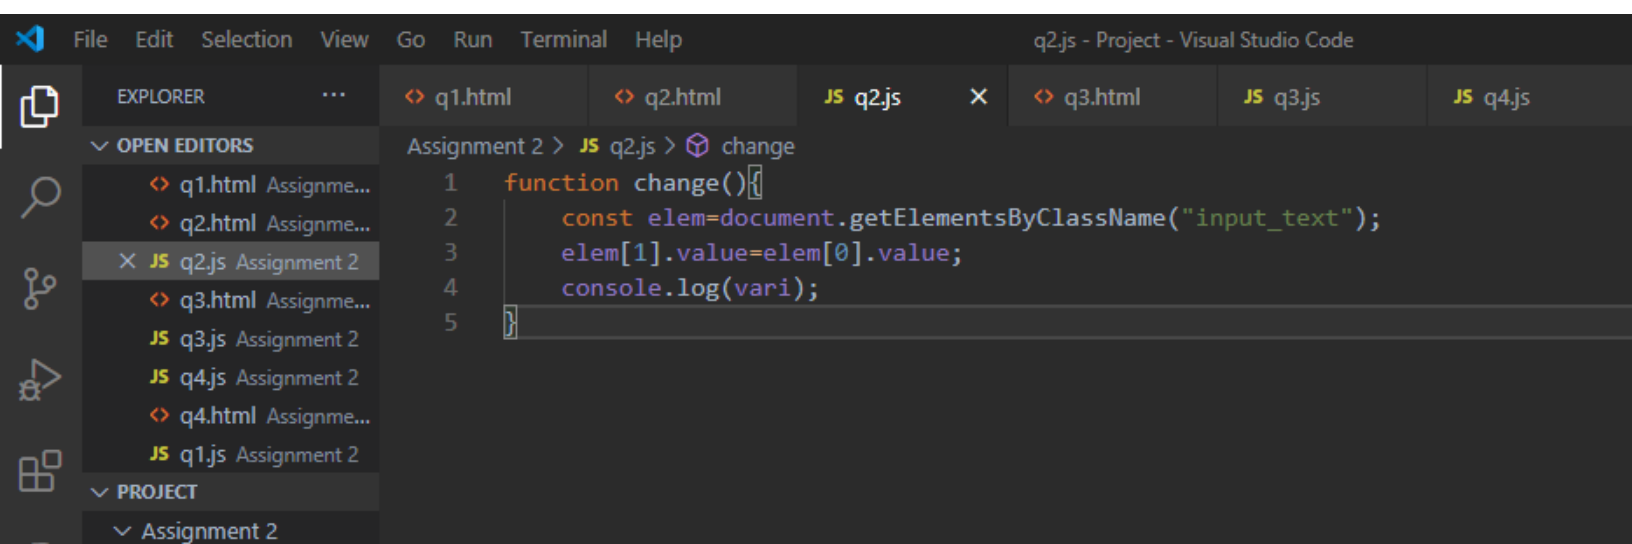 File Edit Selection View Go Run Terminal Help q2.js - Project - Visual Studio Code
EXPLORER ...
q1.html q2.html JS q2.js × q3.html JS q3.js JS q4.js
OPEN EDITORS
q1.html Assignme...
q2.html Assignme...
× JS q2.js Assignment 2
q3.html Assignme...
JS q3.js Assignment 2
JS q4.js Assignment 2
q4.html Assignme...
JS q1.js Assignment 2
PROJECT
Assignment 2
Assignment 2 > JS q2.js > change
1 function change(){
2 const elem=document.getElementsByClassName("input_text");
3 elem[1].value=elem[0].value;
4 console.log(vari);
5 }